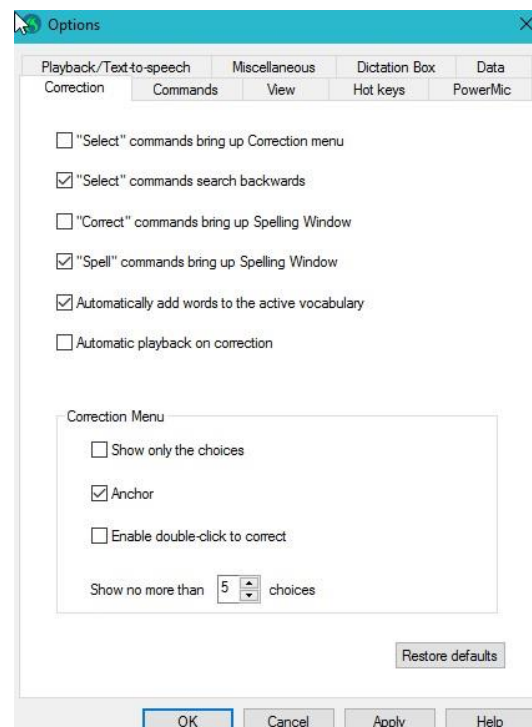 Options
Playback/Text-to-speech Miscellaneous Dictation Box Data
Correction Commands View Hot keys PowerMic
"Select" commands bring up Correction menu
"Select" commands search backwards
"Correct" commands bring up Spelling Window
"Spell" commands bring up Spelling Window
Automatically add words to the active vocabulary
Automatic playback on correction
Correction Menu
Show only the choices
Anchor
Enable double-click to correct
Show no more than 5 choices
Restore defaults
OK Cancel Apply Help